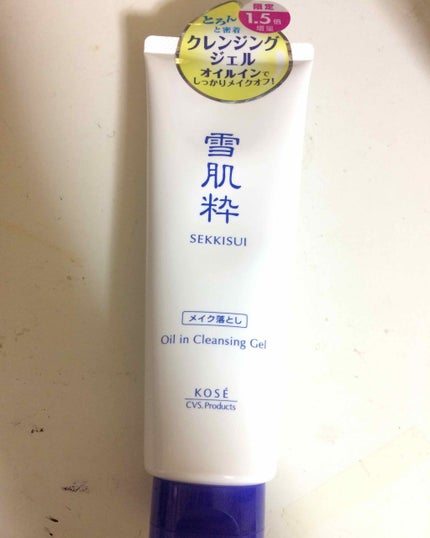 限定
1.5倍
増量
とろん
と密着
クレンジング
ジェル
オイルインで
しっかりメイクオフ!
雪肌粋
SEKKISUI
メイク落とし
Oil in Cleansing Gel
KOSÉ
CVS.Products